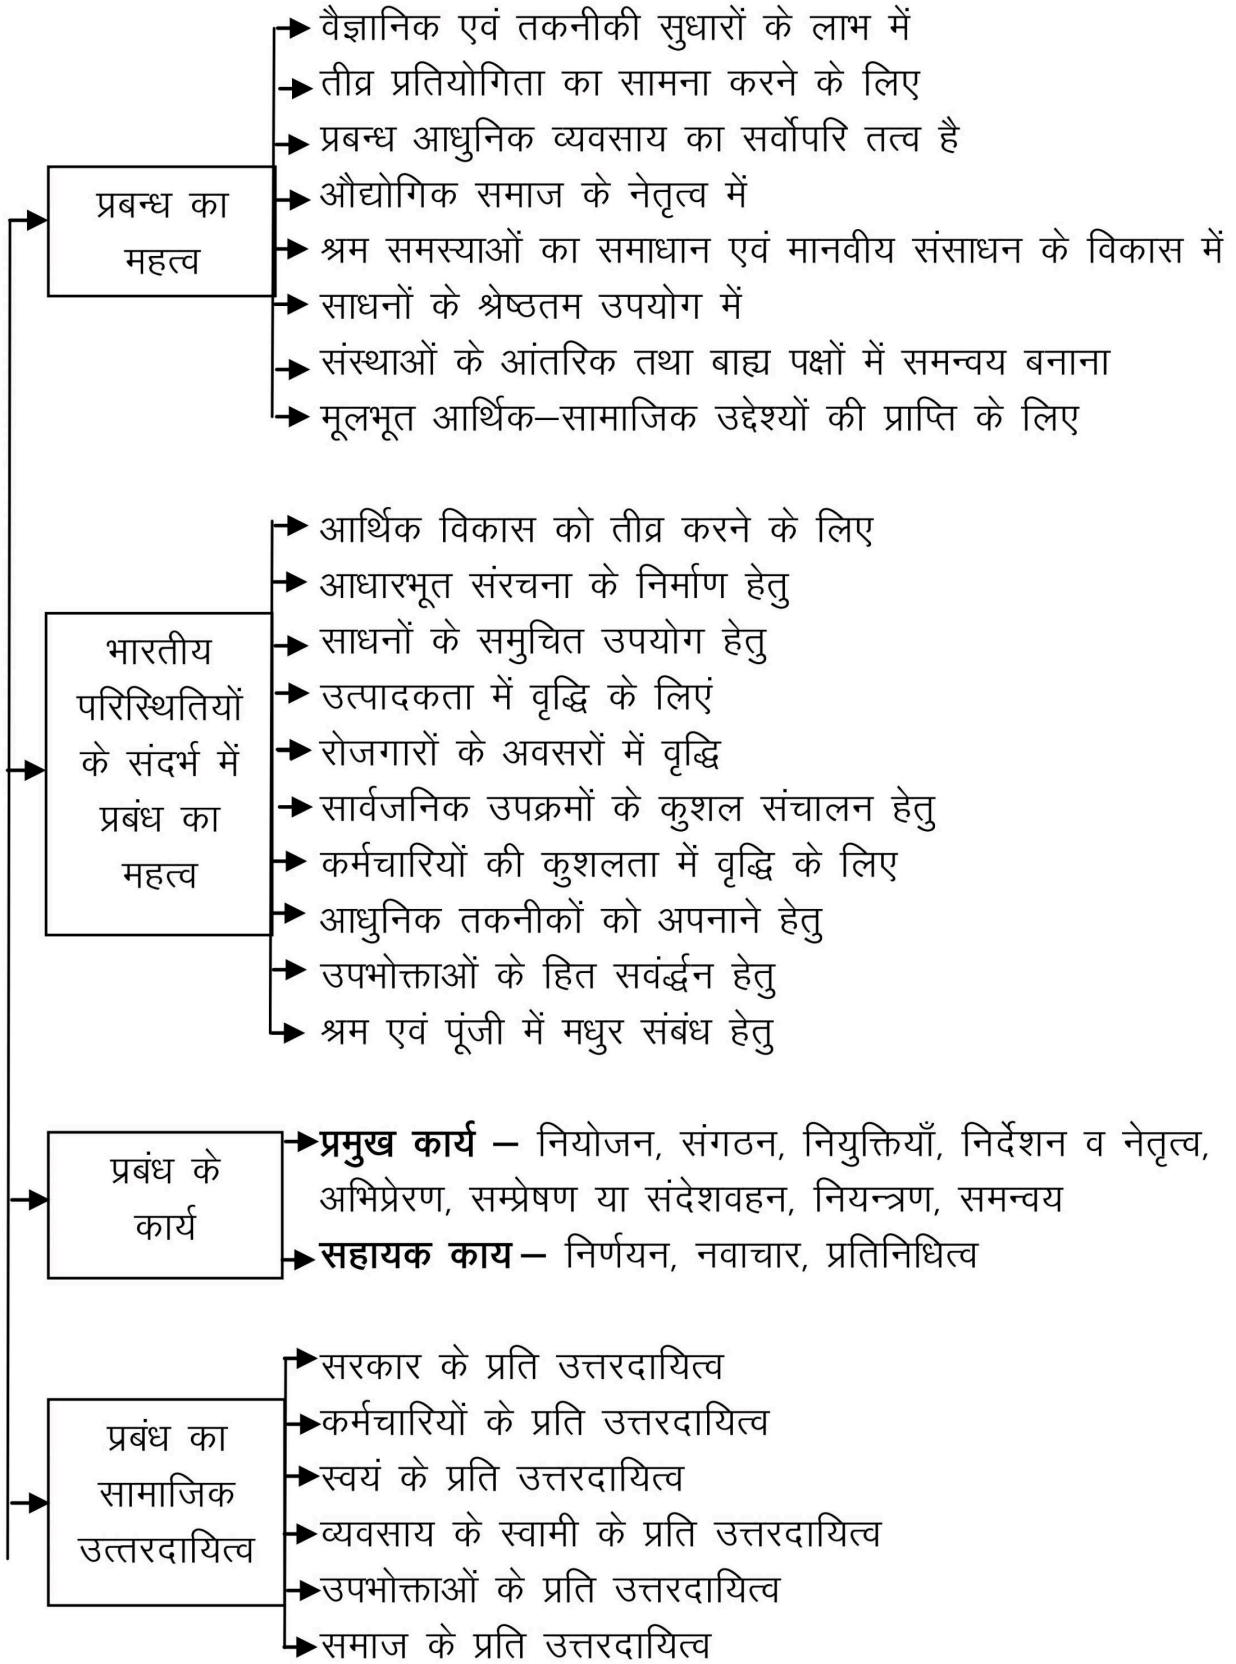 वैज्ञानिक एवं तकनीकी सुधारों के लाभ में
तीव्र प्रतियोगिता का सामना करने के लिए
प्रबन्ध आधुनिक व्यवसाय का सर्वोपरि तत्व है
प्रबन्ध का
महत्व
औद्योगिक समाज के नेतृत्व में
श्रम समस्याओं का समाधान एवं मानवीय संसाधन के विकास में
साधनों के श्रेष्ठतम उपयोग में
संस्थाओं के आंतरिक तथा बाह्य पक्षों में समन्वय बनाना
मूलभूत आर्थिक–सामाजिक उद्देश्यों की प्राप्ति के लिए
आर्थिक विकास को तीव्र करने के लिए
आधारभूत संरचना के निर्माण हेतु
भारतीय
परिस्थितियों
के संदर्भ में
प्रबंध का
महत्व
साधनों के समुचित उपयोग हेतु
उत्पादकता में वृद्धि के लिएं
रोजगारों के अवसरों में वृद्धि
सार्वजनिक उपक्रमों के कुशल संचालन हेतु
कर्मचारियों की कुशलता में वृद्धि के लिए
आधुनिक तकनीकों को अपनाने हेतु
उपभोक्ताओं के हित सवंर्द्धन हेतु
श्रम एवं पूंजी में मधुर संबंध हेतु
प्रबंध के
कार्य
प्रमुख कार्य – नियोजन, संगठन, नियुक्तियाँ, निर्देशन व नेतृत्व,
अभिप्रेरण, सम्प्रेषण या संदेशवहन, नियन्त्रण, समन्वय
सहायक काय – निर्णयन, नवाचार, प्रतिनिधित्व
प्रबंध का
सामाजिक
उत्तरदायित्व
सरकार के प्रति उत्तरदायित्व
कर्मचारियों के प्रति उत्तरदायित्व
स्वयं के प्रति उत्तरदायित्व
व्यवसाय के स्वामी के प्रति उत्तरदायित्व
उपभोक्ताओं के प्रति उत्तरदायित्व
समाज के प्रति उत्तरदायित्व